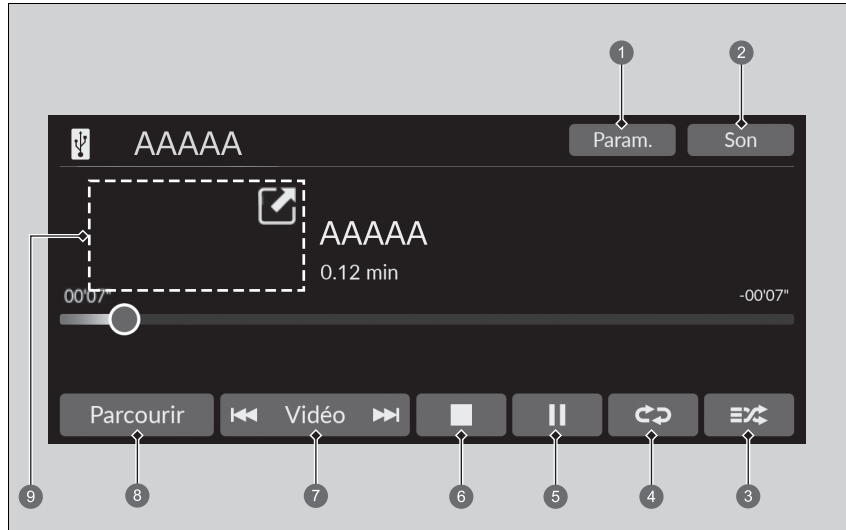 1 2
AAAAA Param. Son
AAAAA
0.12 min
00'07" -00'07"
Parcourir Vidéo
9 8 7 6 5 4 3